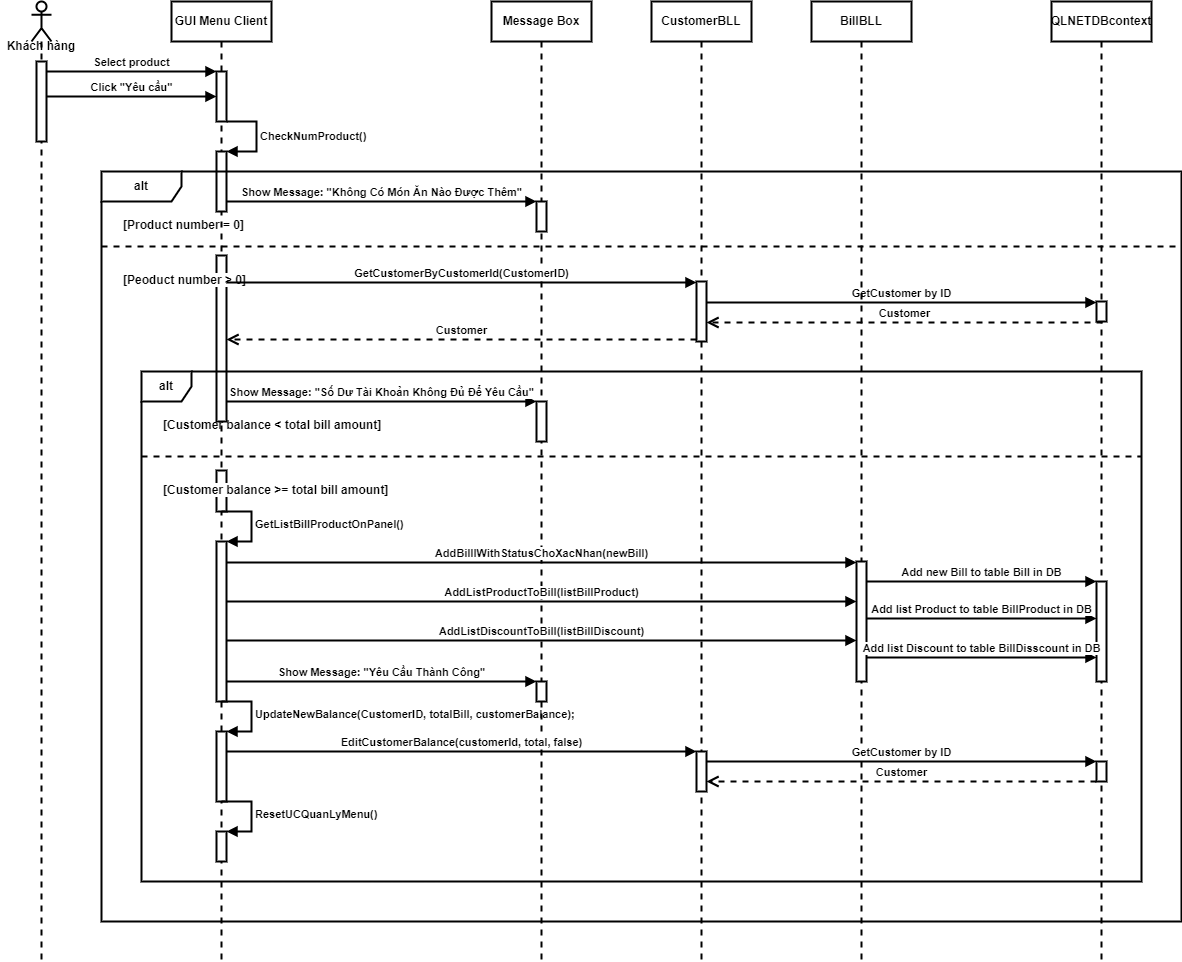 GUI Menu Client
Message Box
CustomerBLL
BillBLL
QLNETDBcontext
Khách hàng
Select product
Click "Yêu cầu"
CheckNumProduct()
alt
Show Message: "Không Có Món Ăn Nào Được Thêm"
[Product number = 0]
[Peoduct number > 0]
GetCustomerByCustomerId(CustomerID)
GetCustomer by ID
Customer
Customer
alt
Show Message: "Số Dư Tài Khoản Không Đủ Để Yêu Cầu"
[Customer balance < total bill amount]
[Customer balance >= total bill amount]
GetListBillProductOnPanel()
AddBilllWithStatusChoXacNhan(newBill)
Add new Bill to table Bill in DB
AddListProductToBill(listBillProduct)
Add list Product to table BillProduct in DB
AddListDiscountToBill(listBillDiscount)
Add list Discount to table BillDisscount in DB
Show Message: "Yêu Cầu Thành Công"
UpdateNewBalance(CustomerID, totalBill, customerBalance);
EditCustomerBalance(customerId, total, false)
GetCustomer by ID
Customer
ResetUCQuanLyMenu()